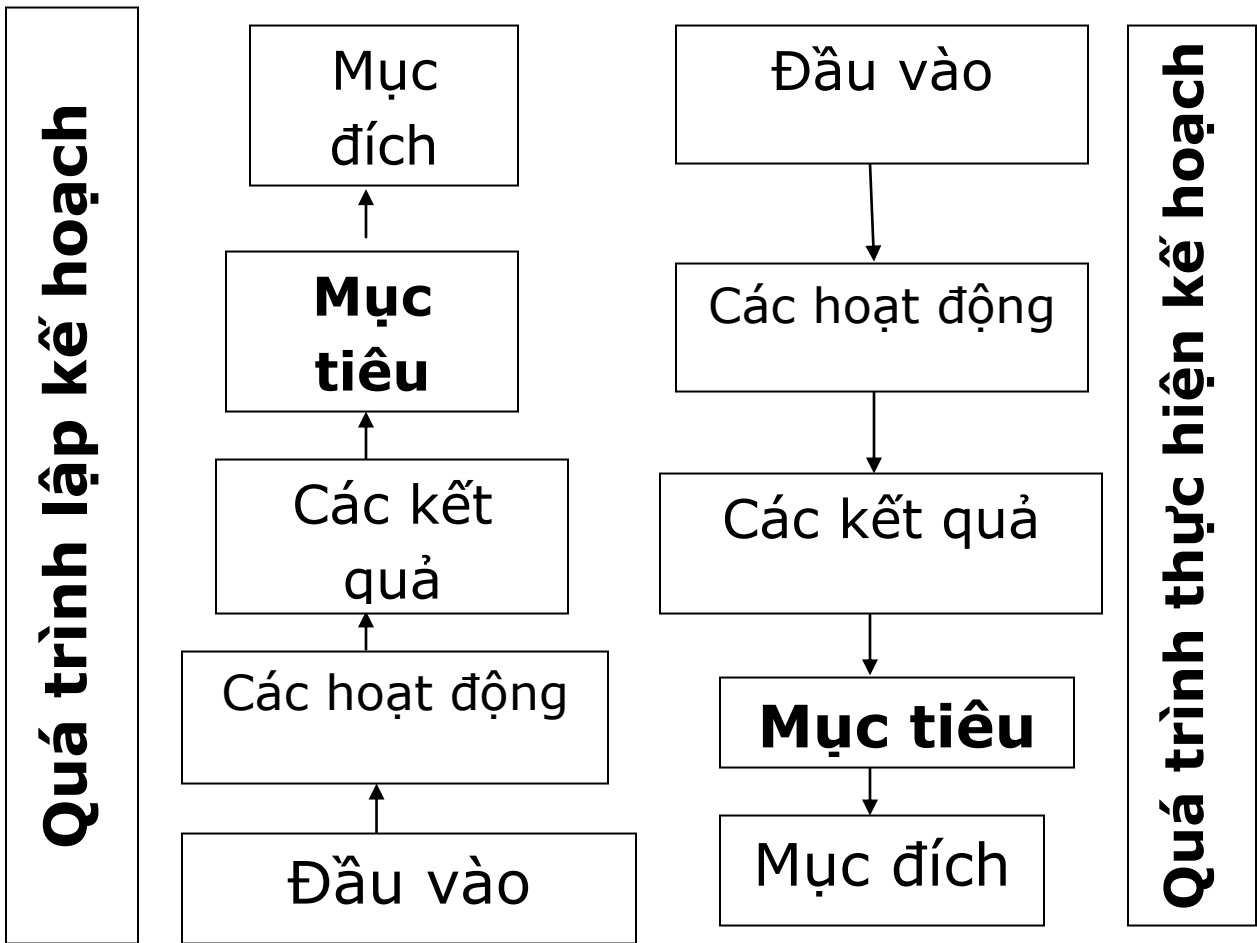 Quá trình lập kế hoạch
Mục
đích
Mục
tiêu
Các kết
quả
Các hoạt động
Đầu vào
Đầu vào
Các hoạt động
Các kết quả
Mục tiêu
Mục đích
Quá trình thực hiện kế hoạch